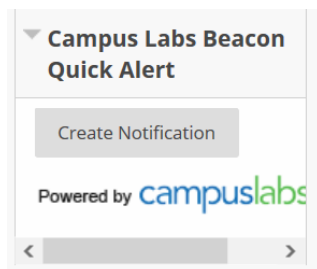 Campus Labs Beacon
Quick Alert
Create Notification
Powered by campuslabs